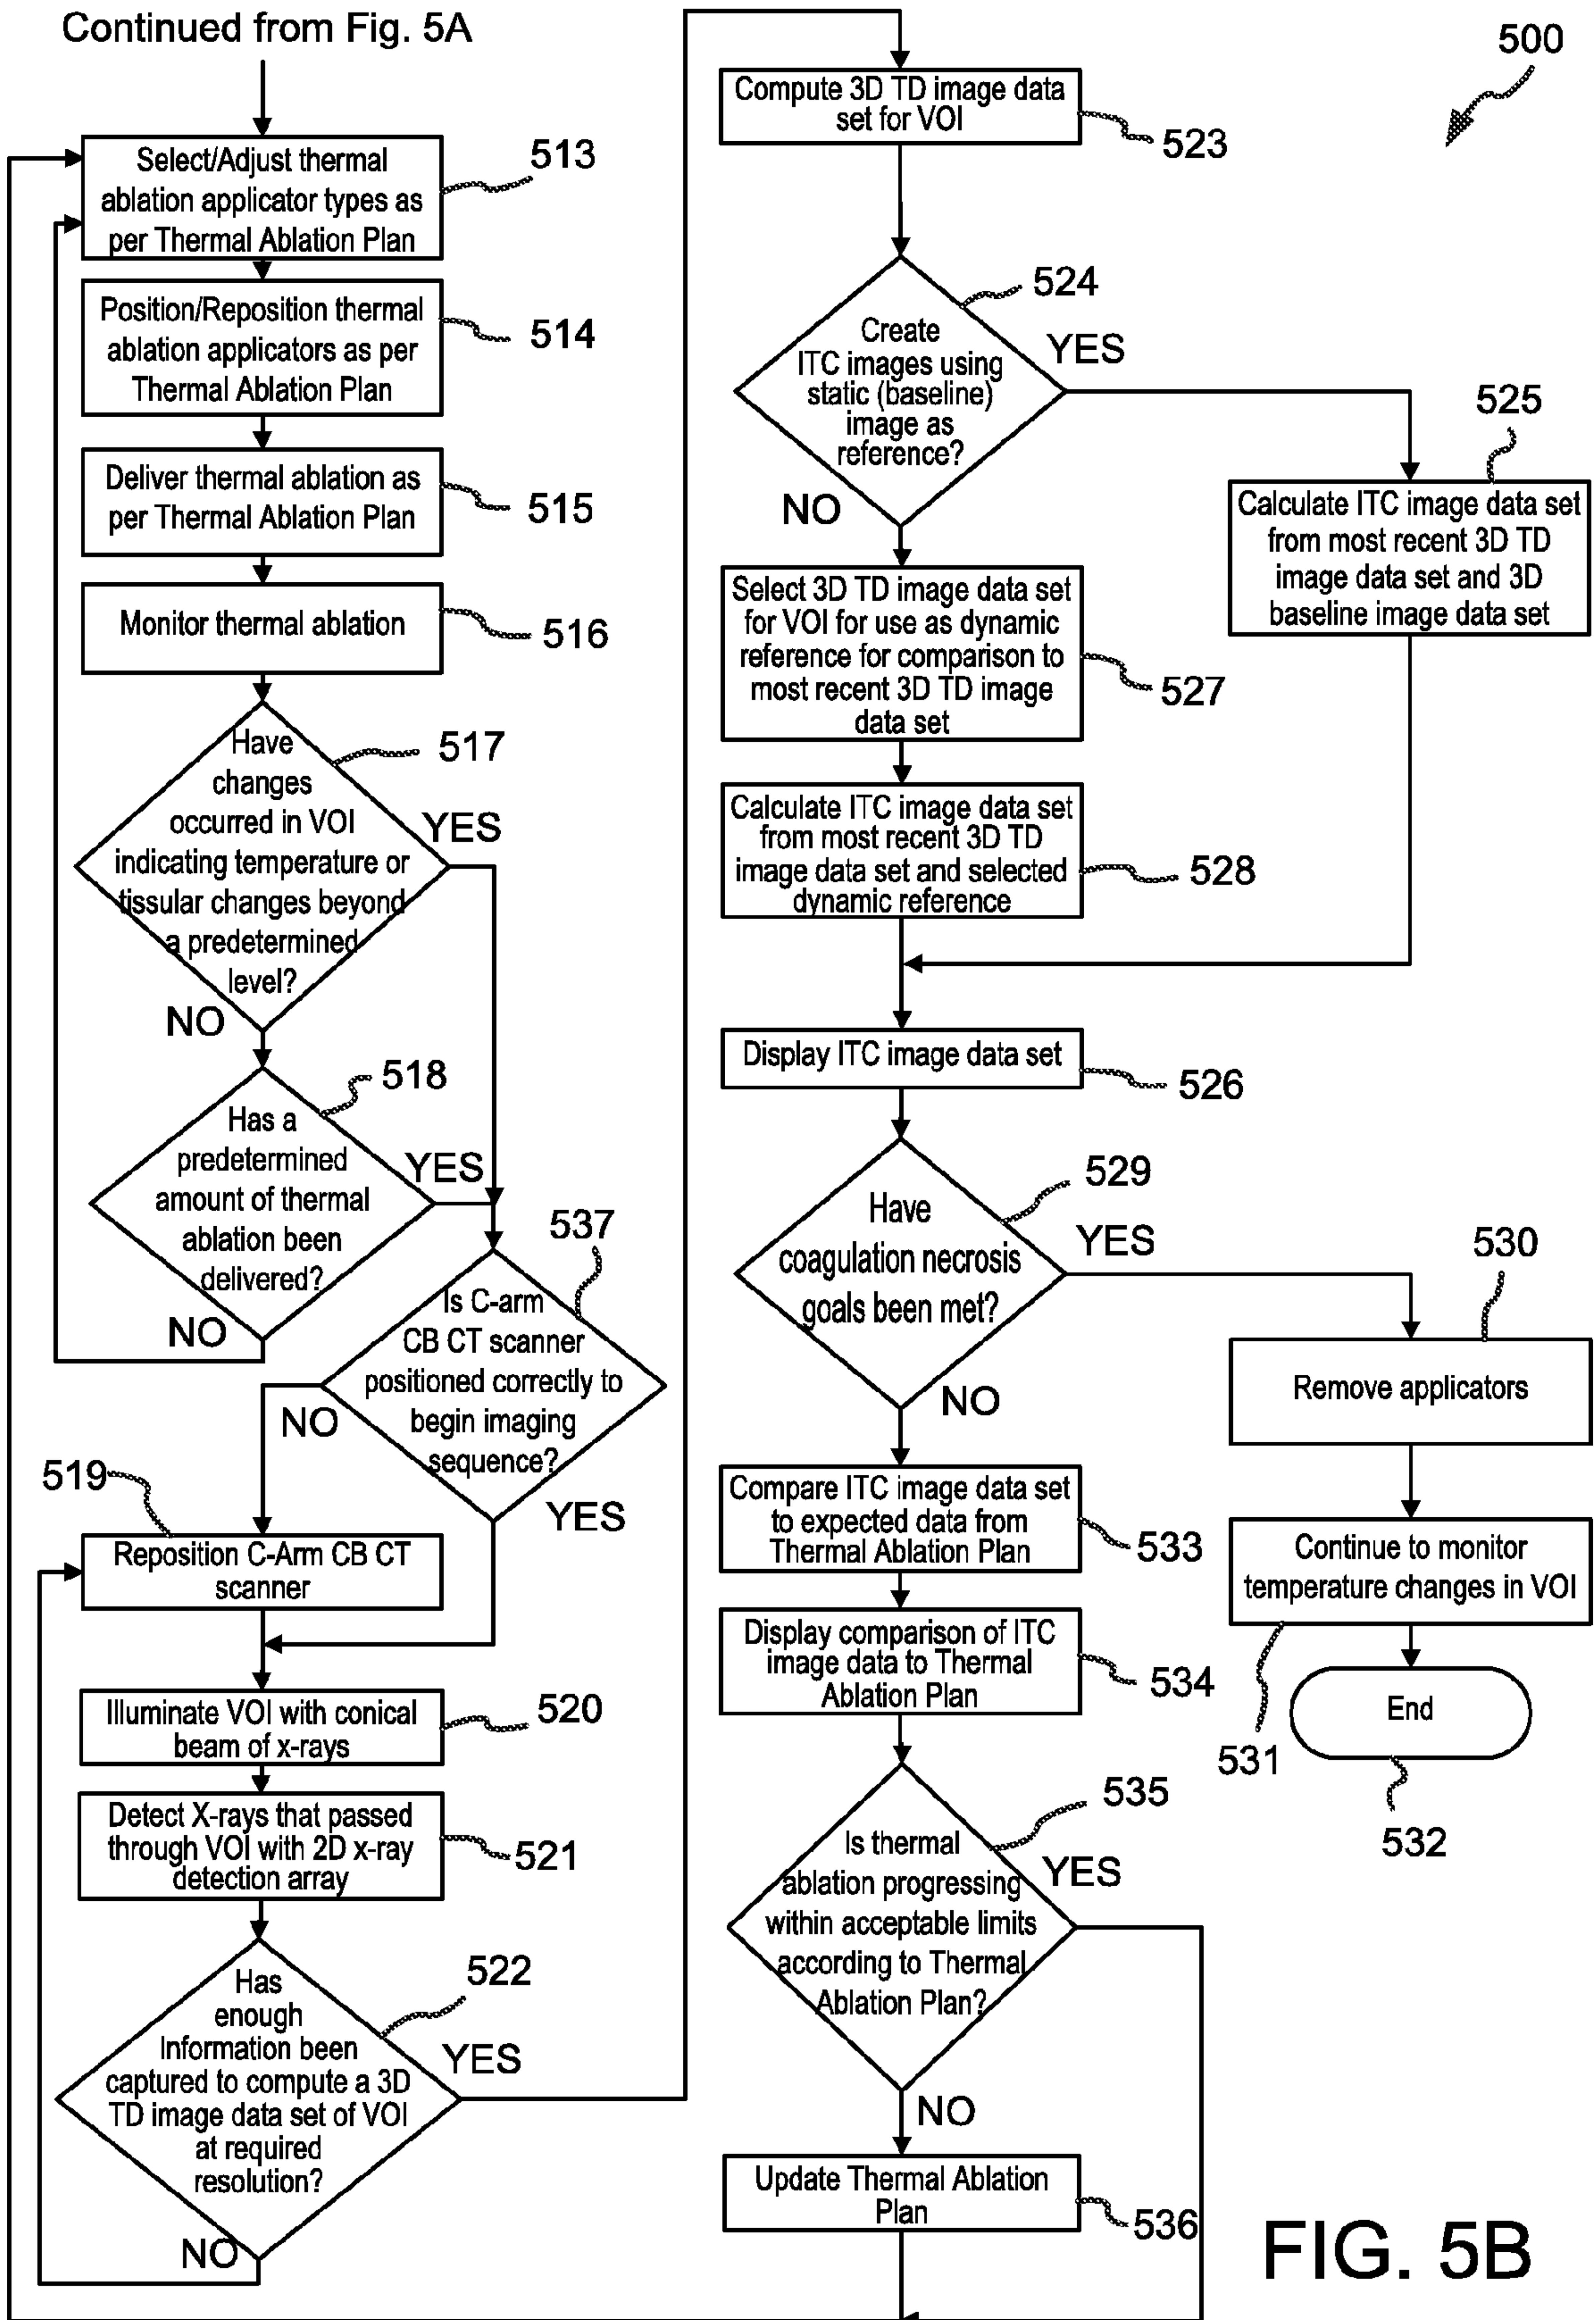 Continued from Fig. 5A
500
Select/Adjust thermal
ablation applicator types as
per Thermal Ablation Plan
513
Position/Reposition thermal
ablation applicators as per
Thermal Ablation Plan
514
Deliver thermal ablation as
per Thermal Ablation Plan
515
Monitor thermal ablation
516
Have
changes
occurred in VOI
indicating temperature or
tissular changes beyond
a predetermined
level?
517
YES
NO
Has a
predetermined
amount of thermal
ablation been
delivered?
518
YES
NO
Is C-arm
CB CT scanner
positioned correctly to
begin imaging
sequence?
537
NO
YES
519
Reposition C-Arm CB CT
scanner
Illuminate VOI with conical
beam of x-rays
520
Detect X-rays that passed
through VOI with 2D x-ray
detection array
521
Has
enough
Information been
captured to compute a 3D
TD image data set of VOI
at required
resolution?
522
YES
NO
Compute 3D TD image data
set for VOI
523
Create
ITC images using
static (baseline)
image as
reference?
524
YES
NO
525
Calculate ITC image data set
from most recent 3D TD
image data set and 3D
baseline image data set
Select 3D TD image data set
for VOI for use as dynamic
reference for comparison to
most recent 3D TD image
data set
527
Calculate ITC image data set
from most recent 3D TD
image data set and selected
dynamic reference
528
Display ITC image data set
526
Have
coagulation necrosis
goals been met?
529
YES
NO
530
Remove applicators
Continue to monitor
temperature changes in VOI
531
End
532
Compare ITC image data set
to expected data from
Thermal Ablation Plan
533
Display comparison of ITC
image data to Thermal
Ablation Plan
534
Is thermal
ablation progressing
within acceptable limits
according to Thermal
Ablation Plan?
535
YES
NO
Update Thermal Ablation
Plan
536
FIG. 5B